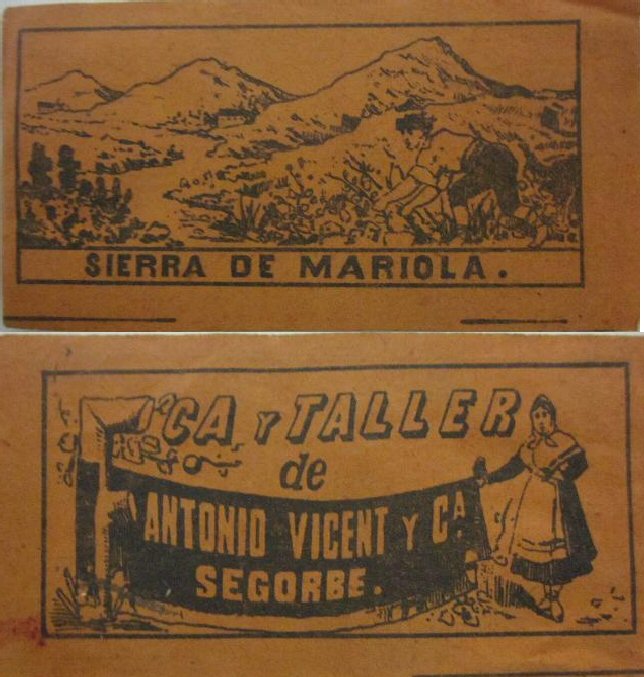 SIERRA DE MARIOLA.
CA Y TALLER
de
ANTONIO VICENT Y Cᴬ
SEGORBE.